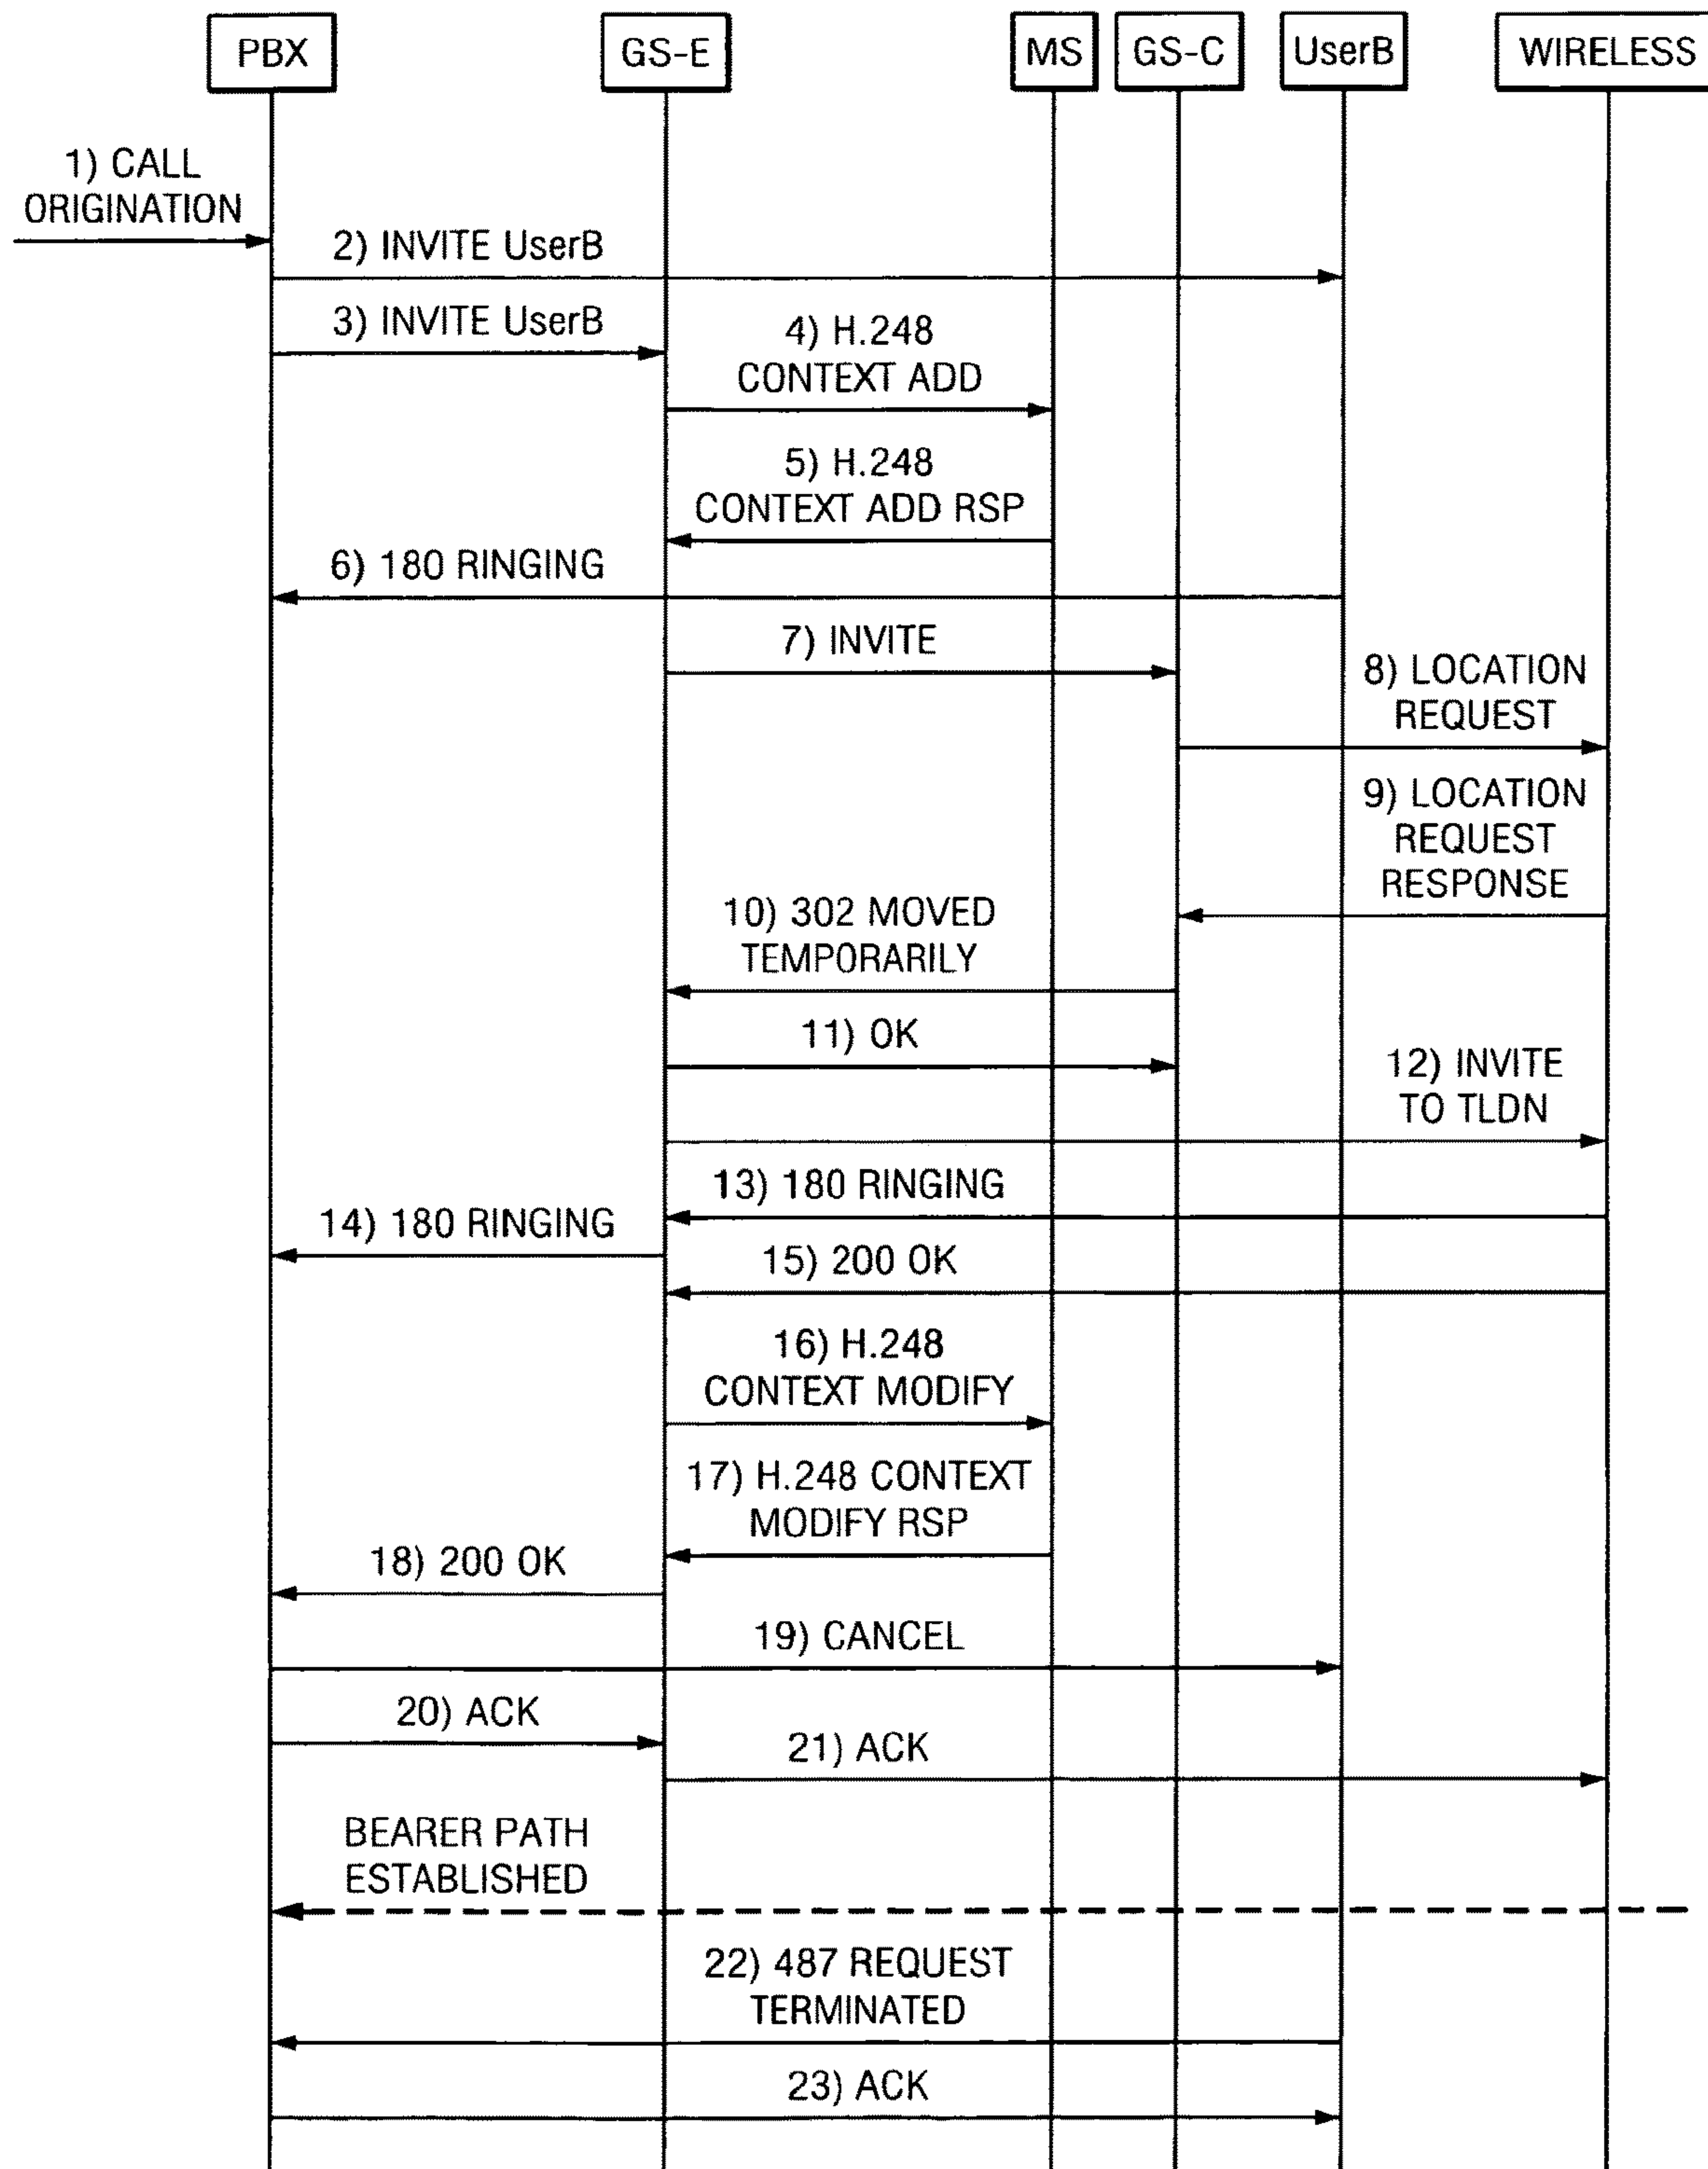 PBX
GS-E
MS
GS-C
UserB
WIRELESS
1) CALL
ORIGINATION
2) INVITE UserB
3) INVITE UserB
4) H.248
CONTEXT ADD
5) H.248
CONTEXT ADD RSP
6) 180 RINGING
7) INVITE
8) LOCATION
REQUEST
9) LOCATION
REQUEST
RESPONSE
10) 302 MOVED
TEMPORARILY
11) OK
12) INVITE
TO TLDN
13) 180 RINGING
14) 180 RINGING
15) 200 OK
16) H.248
CONTEXT MODIFY
17) H.248 CONTEXT
MODIFY RSP
18) 200 OK
19) CANCEL
20) ACK
21) ACK
BEARER PATH
ESTABLISHED
22) 487 REQUEST
TERMINATED
23) ACK